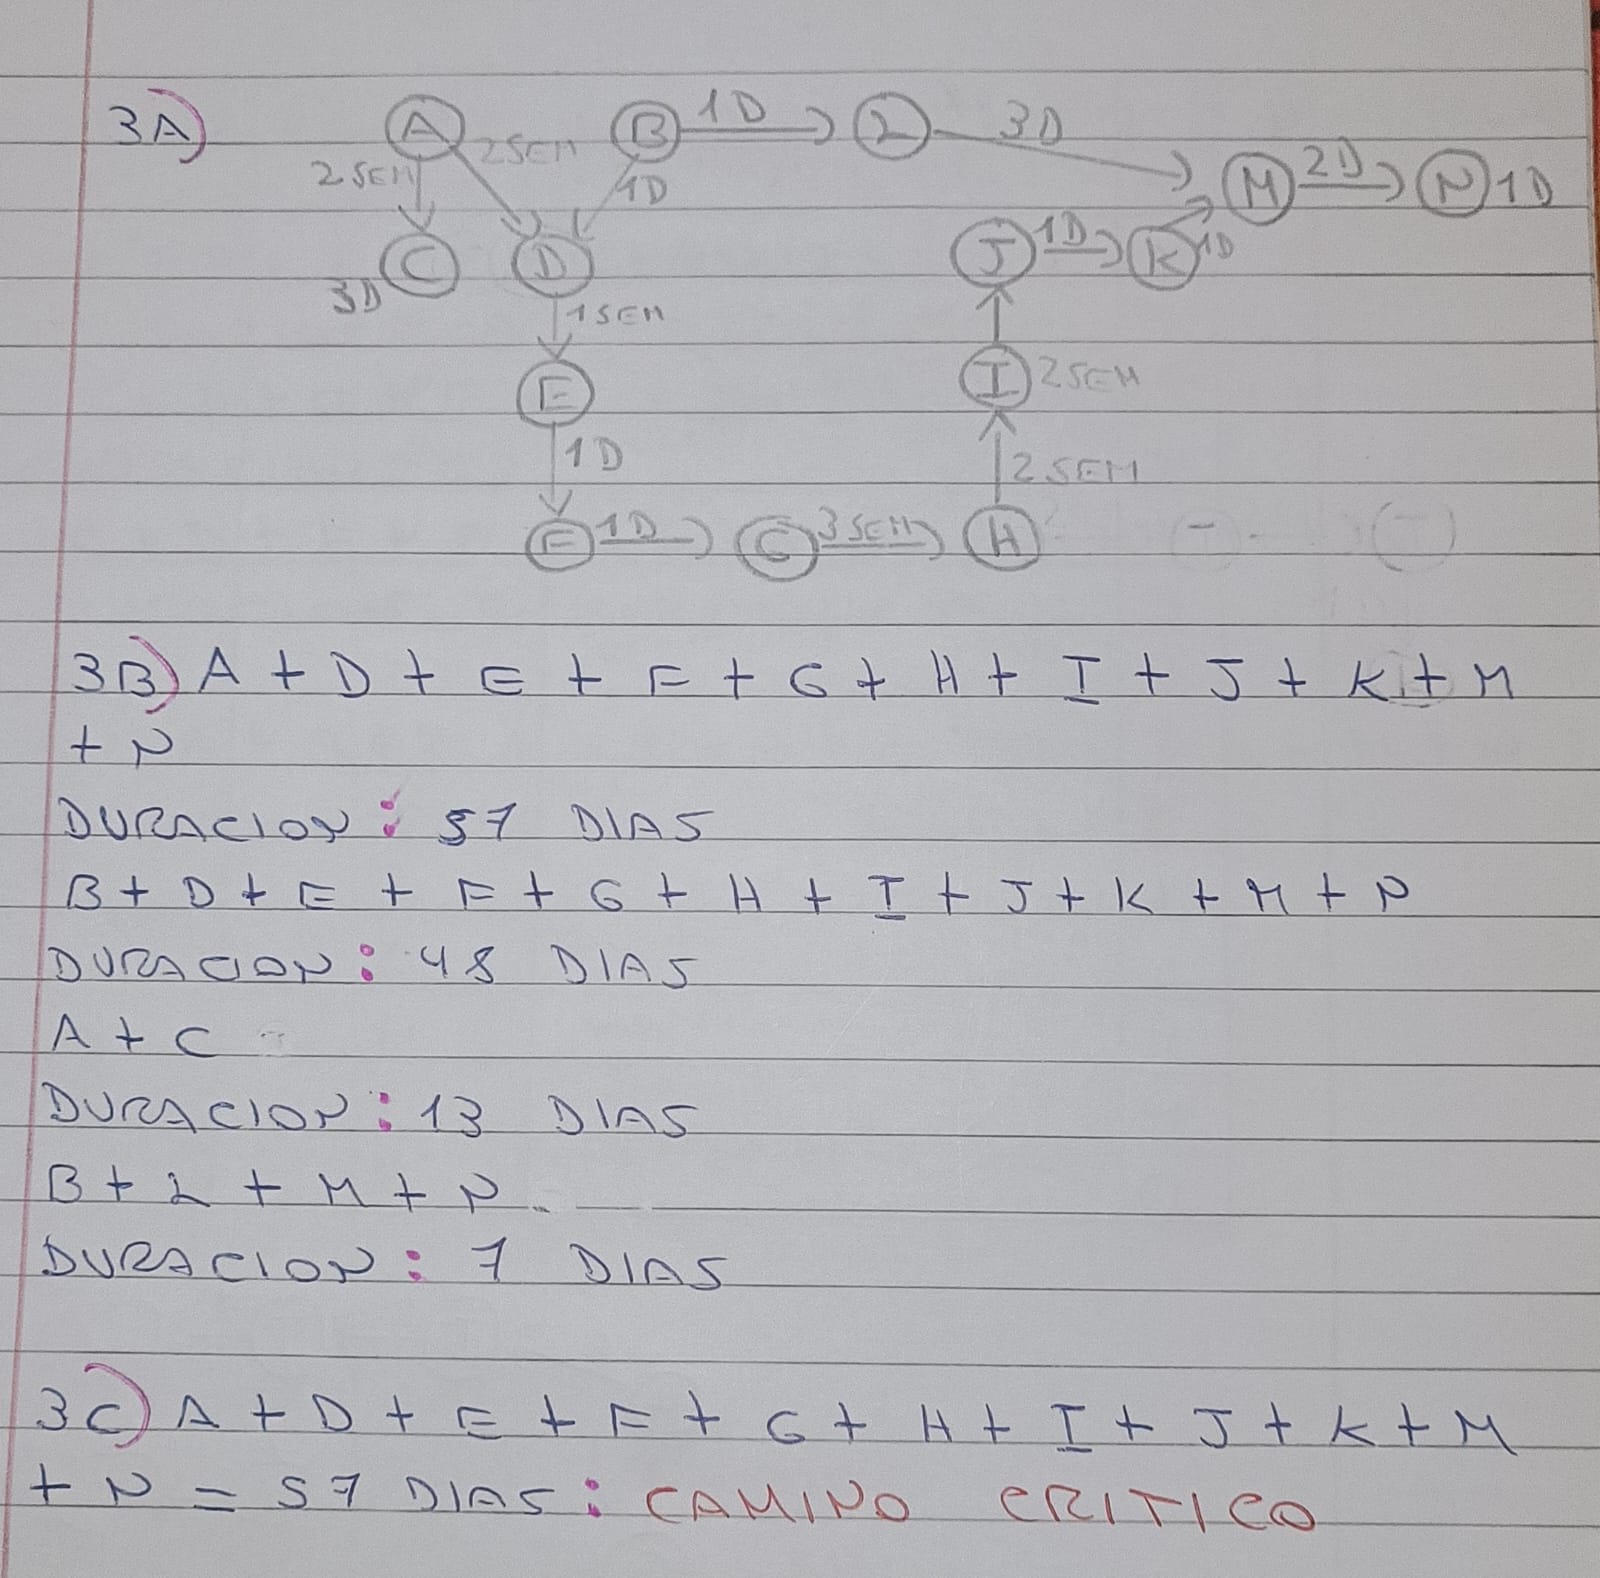 3A) A B 1D L 3D
2SEM 2SEM 1D M 2D N 1D
C D J 1D K 1D
3D 1SEM
E I 2SEM
1D 2SEM
F 1D G 3SEM H
3B) A + D + E + F + G + H + I + J + K + M
+ N
DURACION: 57 DIAS
B + D + E + F + G + H + I + J + K + M + N
DURACION: 48 DIAS
A + C
DURACION: 13 DIAS
B + L + M + N
DURACION: 7 DIAS
3C) A + D + E + F + G + H + I + J + K + M
+ N = 57 DIAS: CAMINO CRITICO